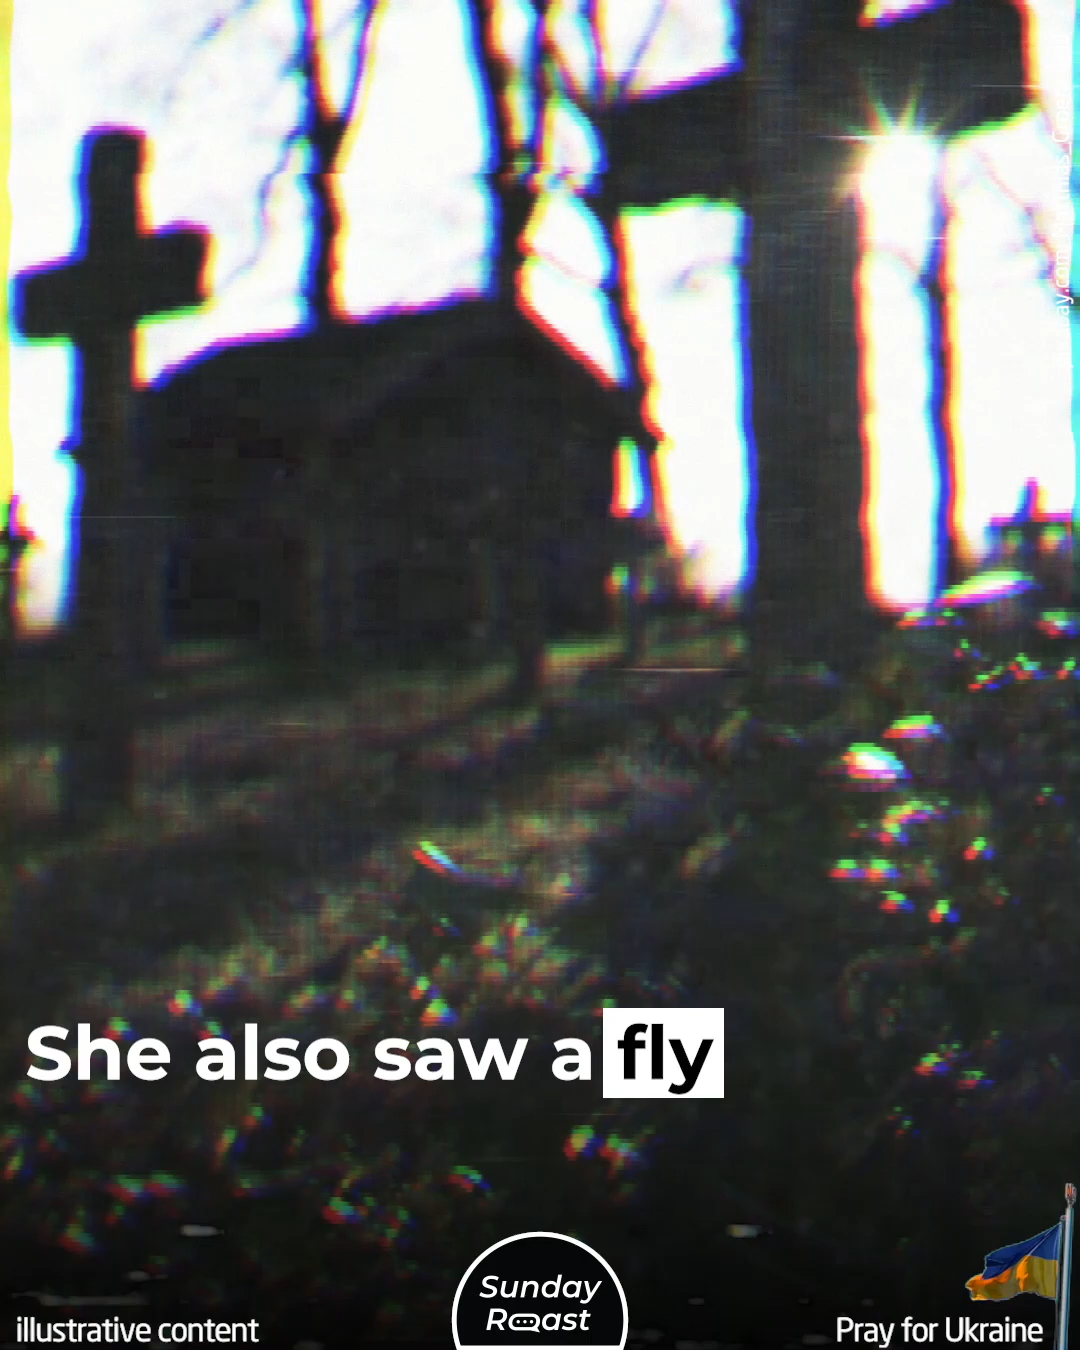 She also saw a fly
Sunday
Roast
illustrative content
Pray for Ukraine